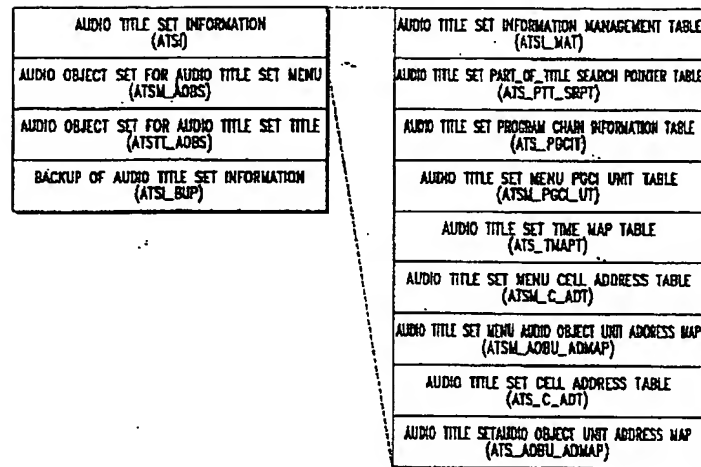 AUDIO TITLE SET INFORMATION
(ATSI)
AUDIO OBJECT SET FOR AUDIO TITLE SET MENU
(ATSM_AOBS)
AUDIO OBJECT SET FOR AUDIO TITLE SET TITLE
(ATSTT_AOBS)
BACKUP OF AUDIO TITLE SET INFORMATION
(ATSI_BUP)
AUDIO TITLE SET INFORMATION MANAGEMENT TABLE
(ATSI_MAT)
AUDIO TITLE SET PART_OF_TITLE SEARCH POINTER TABLE
(ATS_PTT_SRPT)
AUDIO TITLE SET PROGRAM CHAIN INFORMATION TABLE
(ATS_PGCIT)
AUDIO TITLE SET MENU PGCI UNIT TABLE
(ATSM_PGCI_UT)
AUDIO TITLE SET TIME MAP TABLE
(ATS_TMAPT)
AUDIO TITLE SET MENU CELL ADDRESS TABLE
(ATSM_C_ADT)
AUDIO TITLE SET MENU AUDIO OBJECT UNIT ADDRESS MAP
(ATSM_AOBU_ADMAP)
AUDIO TITLE SET CELL ADDRESS TABLE
(ATS_C_ADT)
AUDIO TITLE SETAUDIO OBJECT UNIT ADDRESS MAP
(ATS_AOBU_ADMAP)